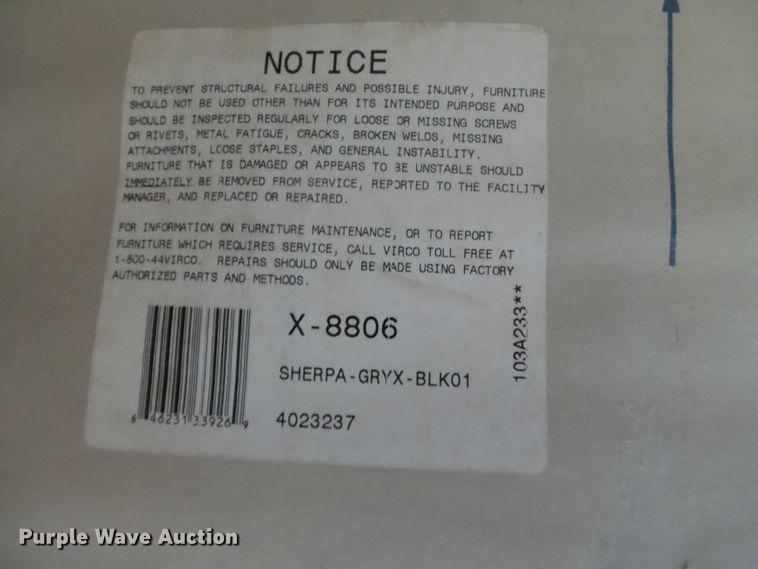 NOTICE
TO PREVENT STRUCTURAL FAILURES AND POSSIBLE INJURY, FURNITURE
SHOULD NOT BE USED OTHER THAN FOR ITS INTENDED PURPOSE AND
SHOULD BE INSPECTED REGULARLY FOR LOOSE OR MISSING SCREWS
OR RIVETS, METAL FATIGUE, CRACKS, BROKEN WELDS, MISSING
ATTACHMENTS, LOOSE STAPLES, AND GENERAL INSTABILITY.
FURNITURE THAT IS DAMAGED OR APPEARS TO BE UNSTABLE SHOULD
IMMEDIATELY BE REMOVED FROM SERVICE, REPORTED TO THE FACILITY
MANAGER, AND REPLACED OR REPAIRED.
FOR INFORMATION ON FURNITURE MAINTENANCE, OR TO REPORT
FURNITURE WHICH REQUIRES SERVICE, CALL VIRCO TOLL FREE AT
1-800-44VIRCO. REPAIRS SHOULD ONLY BE MADE USING FACTORY
AUTHORIZED PARTS AND METHODS.
X-8806
SHERPA-GRYX-BLK01
4023237
6 46231 33926 9
103A233**
Purple Wave Auction